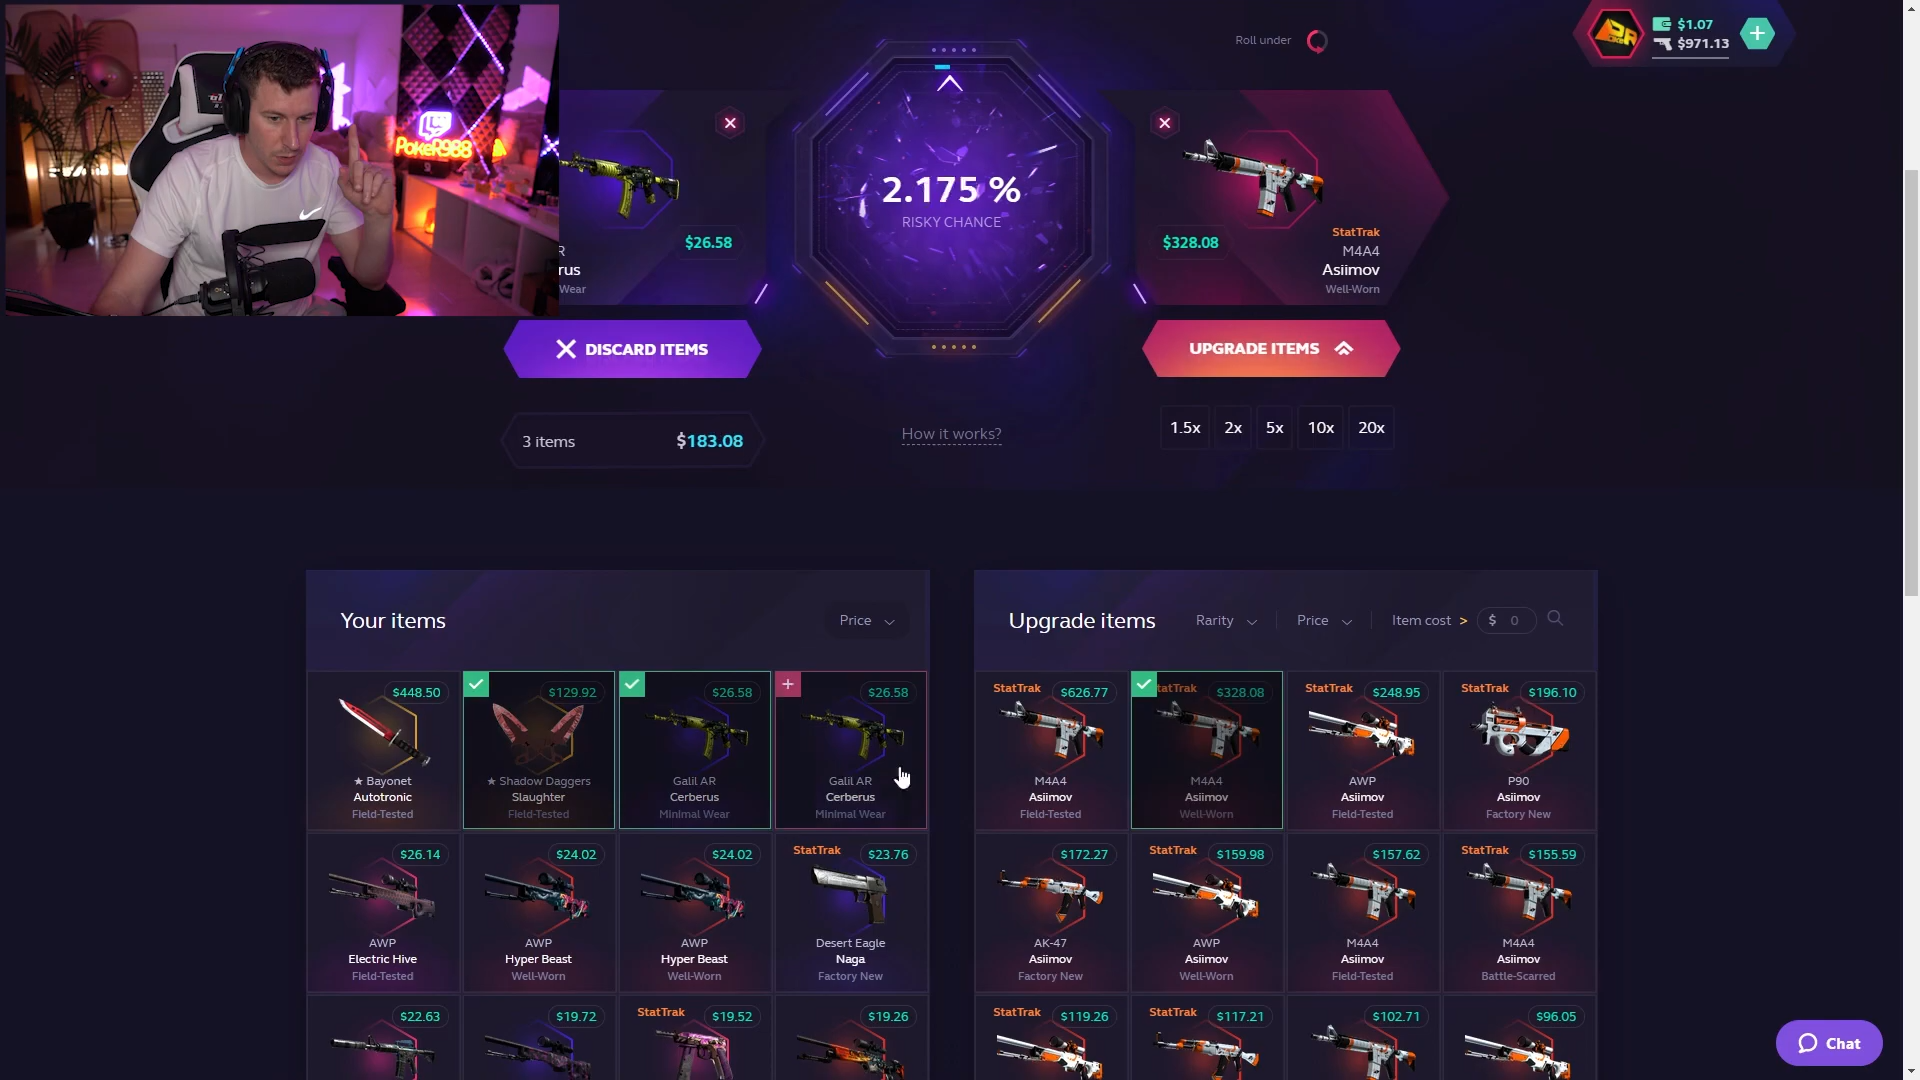 Roll under
$1.07
$971.13
PokeR988
2.175 %
RISKY CHANCE
$26.58
R
rus
Wear
$328.08
StatTrak
M4A4
Asiimov
Well-Worn
DISCARD ITEMS
UPGRADE ITEMS
3 items
$183.08
How it works?
1.5x
2x
5x
10x
20x
Your items
Price
$448.50
★ Bayonet
Autotronic
Field-Tested
$129.92
★ Shadow Daggers
Slaughter
Field-Tested
$26.58
Galil AR
Cerberus
Minimal Wear
$26.58
Galil AR
Cerberus
Minimal Wear
$26.14
AWP
Electric Hive
Field-Tested
$24.02
AWP
Hyper Beast
Well-Worn
$24.02
AWP
Hyper Beast
Well-Worn
StatTrak
$23.76
Desert Eagle
Naga
Factory New
$22.63
$19.72
StatTrak
$19.52
$19.26
Upgrade items
Rarity
Price
Item cost >
$ 0
StatTrak
$626.77
M4A4
Asiimov
Field-Tested
tatTrak
$328.08
M4A4
Asiimov
Well-Worn
StatTrak
$248.95
AWP
Asiimov
Field-Tested
StatTrak
$196.10
P90
Asiimov
Factory New
$172.27
AK-47
Asiimov
Factory New
StatTrak
$159.98
AWP
Asiimov
Well-Worn
$157.62
M4A4
Asiimov
Field-Tested
StatTrak
$155.59
M4A4
Asiimov
Battle-Scarred
StatTrak
$119.26
StatTrak
$117.21
$102.71
$96.05
Chat